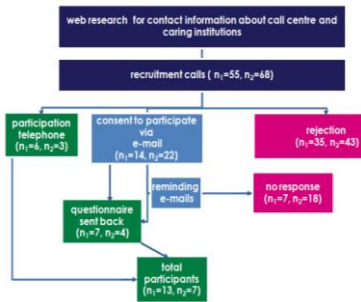 web research for contact information about call centre and
caring institutions
recruitment calls ( n₁=55, n₂=68)
participation
telephone
(n₁=6, n₂=3)
consent to participate
via
e-mail
(n₁=14, n₂=22)
rejection
(n₁=35, n₂=43)
reminding
e-mails
no response
(n₁=7, n₂=18)
questionnaire
sent back
(n₁=7, n₂=4)
total
participants
(n₁=13, n₂=7)